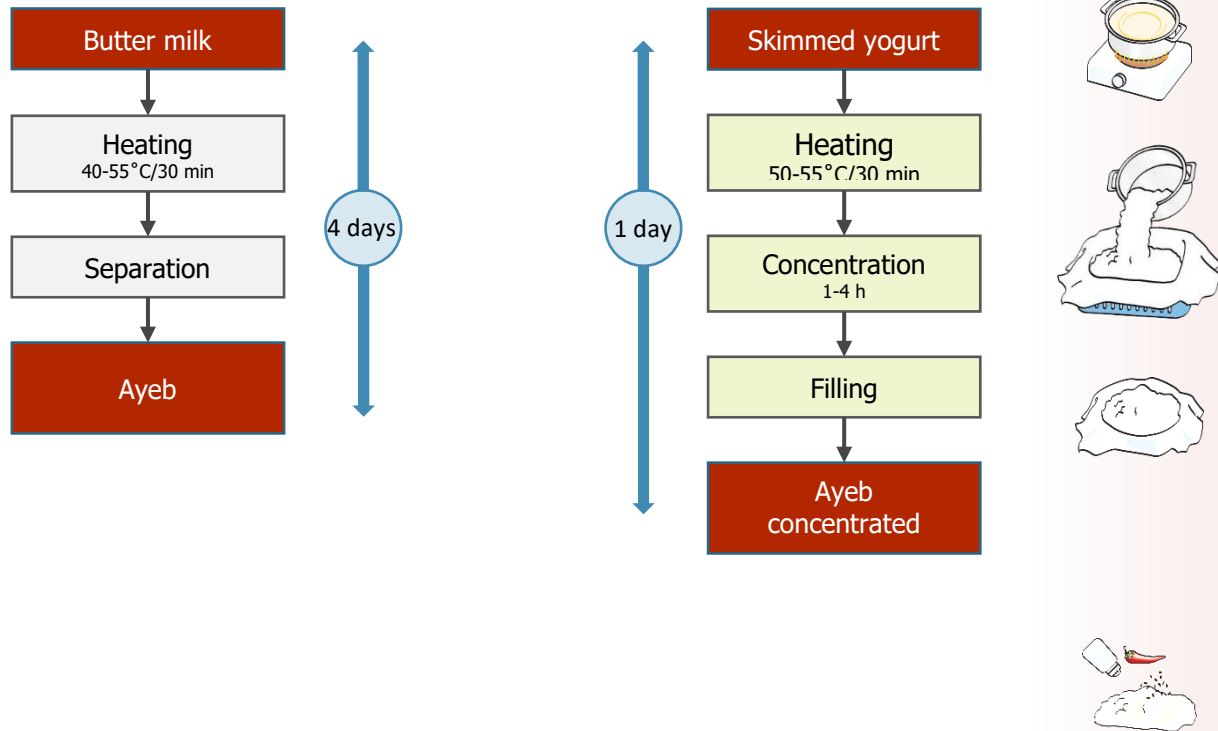 Butter milk
Heating
40-55°C/30 min
Separation
Ayeb
4 days
Skimmed yogurt
Heating
50-55°C/30 min
Concentration
1-4 h
Filling
Ayeb
concentrated
1 day